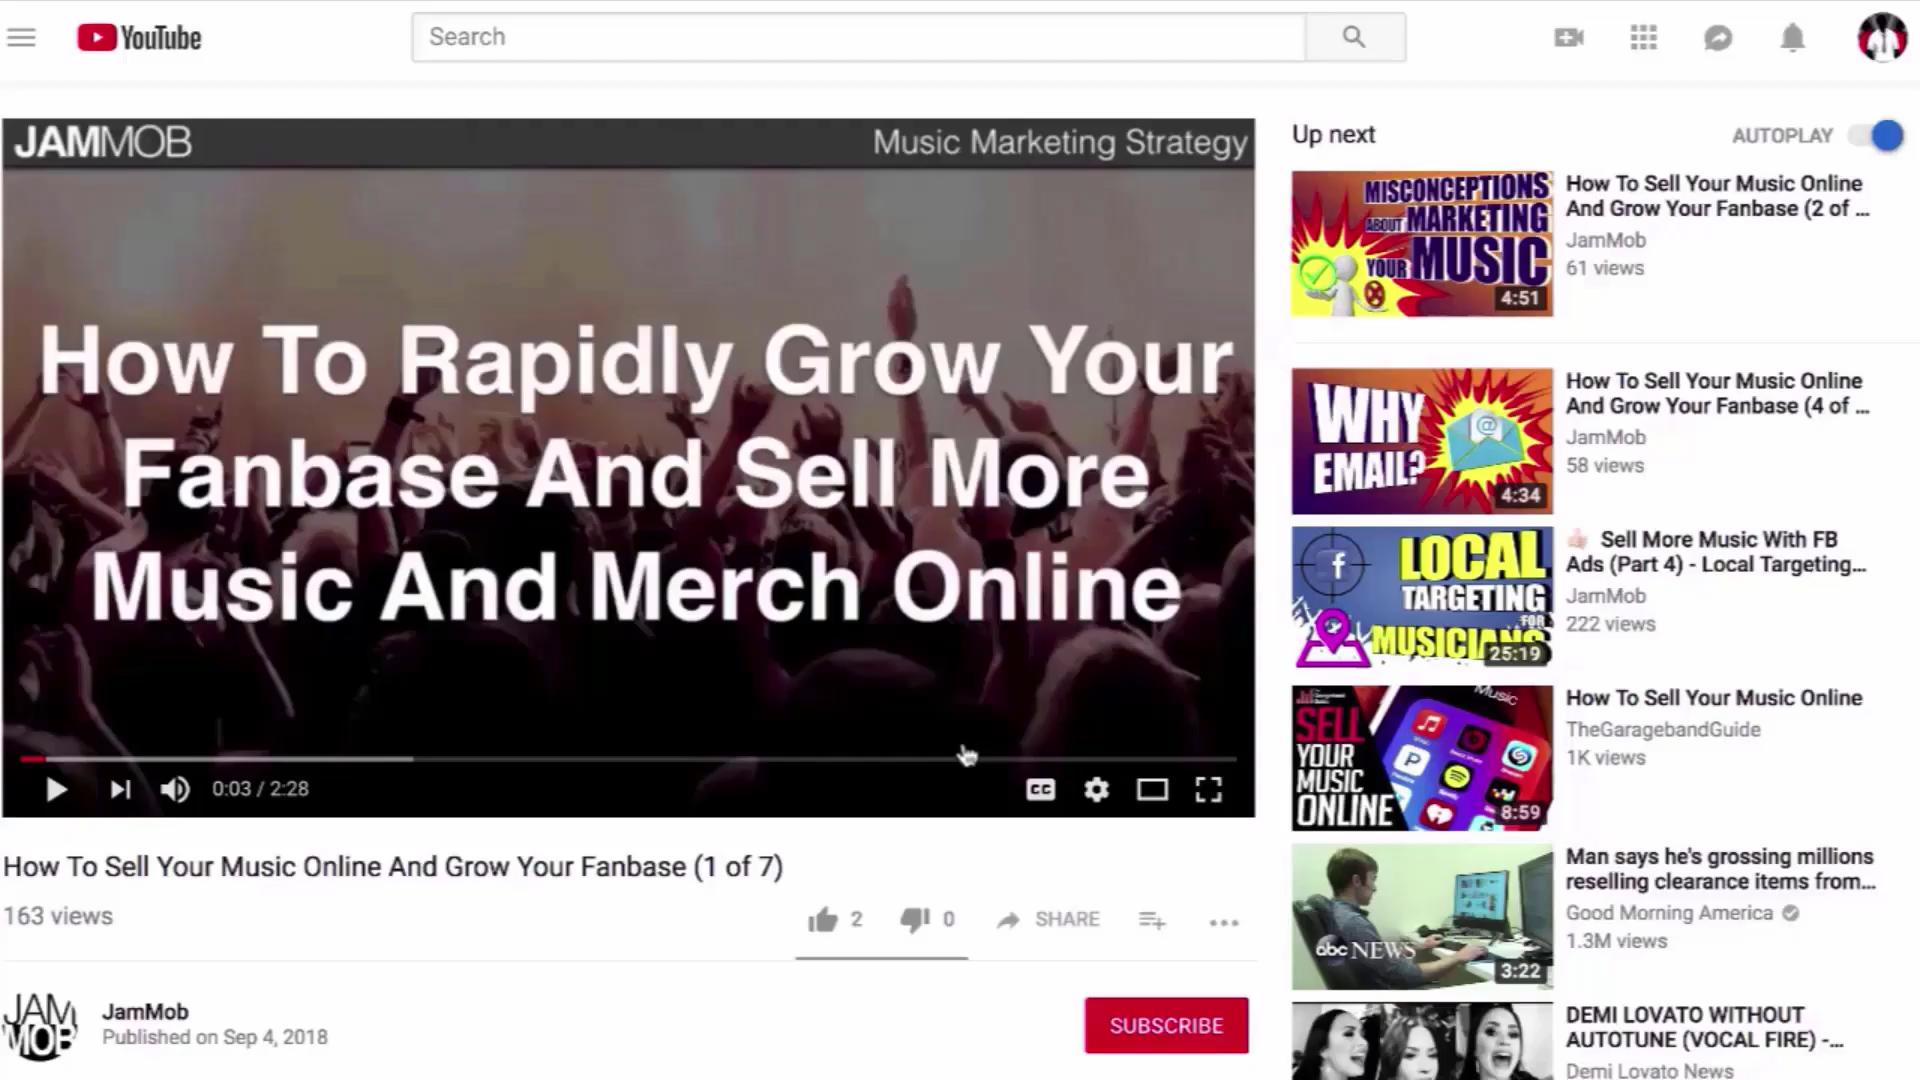 YouTube
Search
JAMMOB
Music Marketing Strategy
How To Rapidly Grow Your
Fanbase And Sell More
Music And Merch Online
0:03 / 2:28
CC
How To Sell Your Music Online And Grow Your Fanbase (1 of 7)
163 views
2
0
SHARE
JAM
MOB
JamMob
Published on Sep 4, 2018
SUBSCRIBE
Up next
AUTOPLAY
MISCONCEPTIONS
ABOUT MARKETING
YOUR MUSIC
4:51
How To Sell Your Music Online
And Grow Your Fanbase (2 of ...
JamMob
61 views
WHY
EMAIL?
@
4:34
How To Sell Your Music Online
And Grow Your Fanbase (4 of ...
JamMob
58 views
f
LOCAL
TARGETING
FOR
MUSICIANS
25:19
Sell More Music With FB
Ads (Part 4) - Local Targeting...
JamMob
222 views
Music
SELL
YOUR
MUSIC
ONLINE
8:59
How To Sell Your Music Online
TheGaragebandGuide
1K views
abc NEWS
3:22
Man says he's grossing millions
reselling clearance items from...
Good Morning America
1.3M views
DEMI LOVATO WITHOUT
AUTOTUNE (VOCAL FIRE) -...
Demi Lovato News